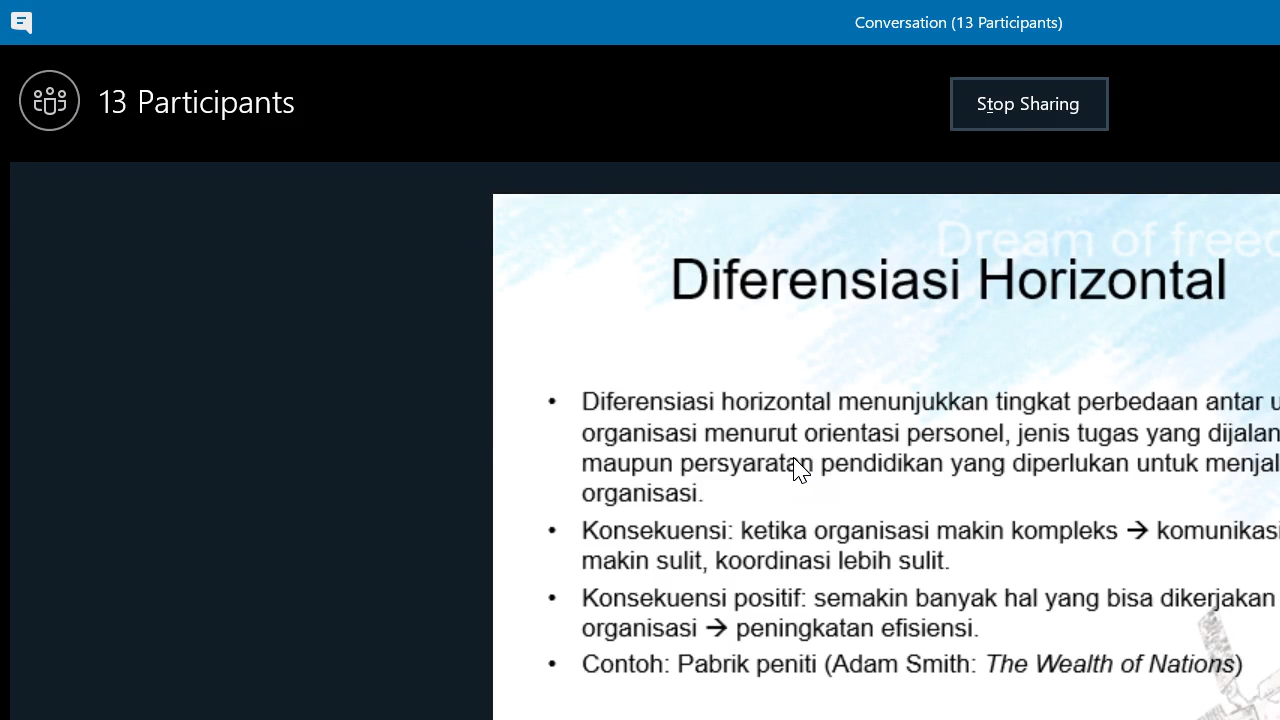 Conversation (13 Participants)
13 Participants
Stop Sharing
Dream of
Diferensiasi Horizontal
• Diferensiasi horizontal menunjukkan tingkat perbedaan antar
organisasi menurut orientasi personel, jenis tugas yang
maupun persyaratan pendidikan yang diperlukan untuk
organisasi.
• Konsekuensi: ketika organisasi makin kompleks → komunikasi
makin sulit, koordinasi lebih sulit.
• Konsekuensi positif: semakin banyak hal yang bisa dikerjakan
organisasi → peningkatan efisiensi.
• Contoh: Pabrik peniti (Adam Smith: The Wealth of Nations)